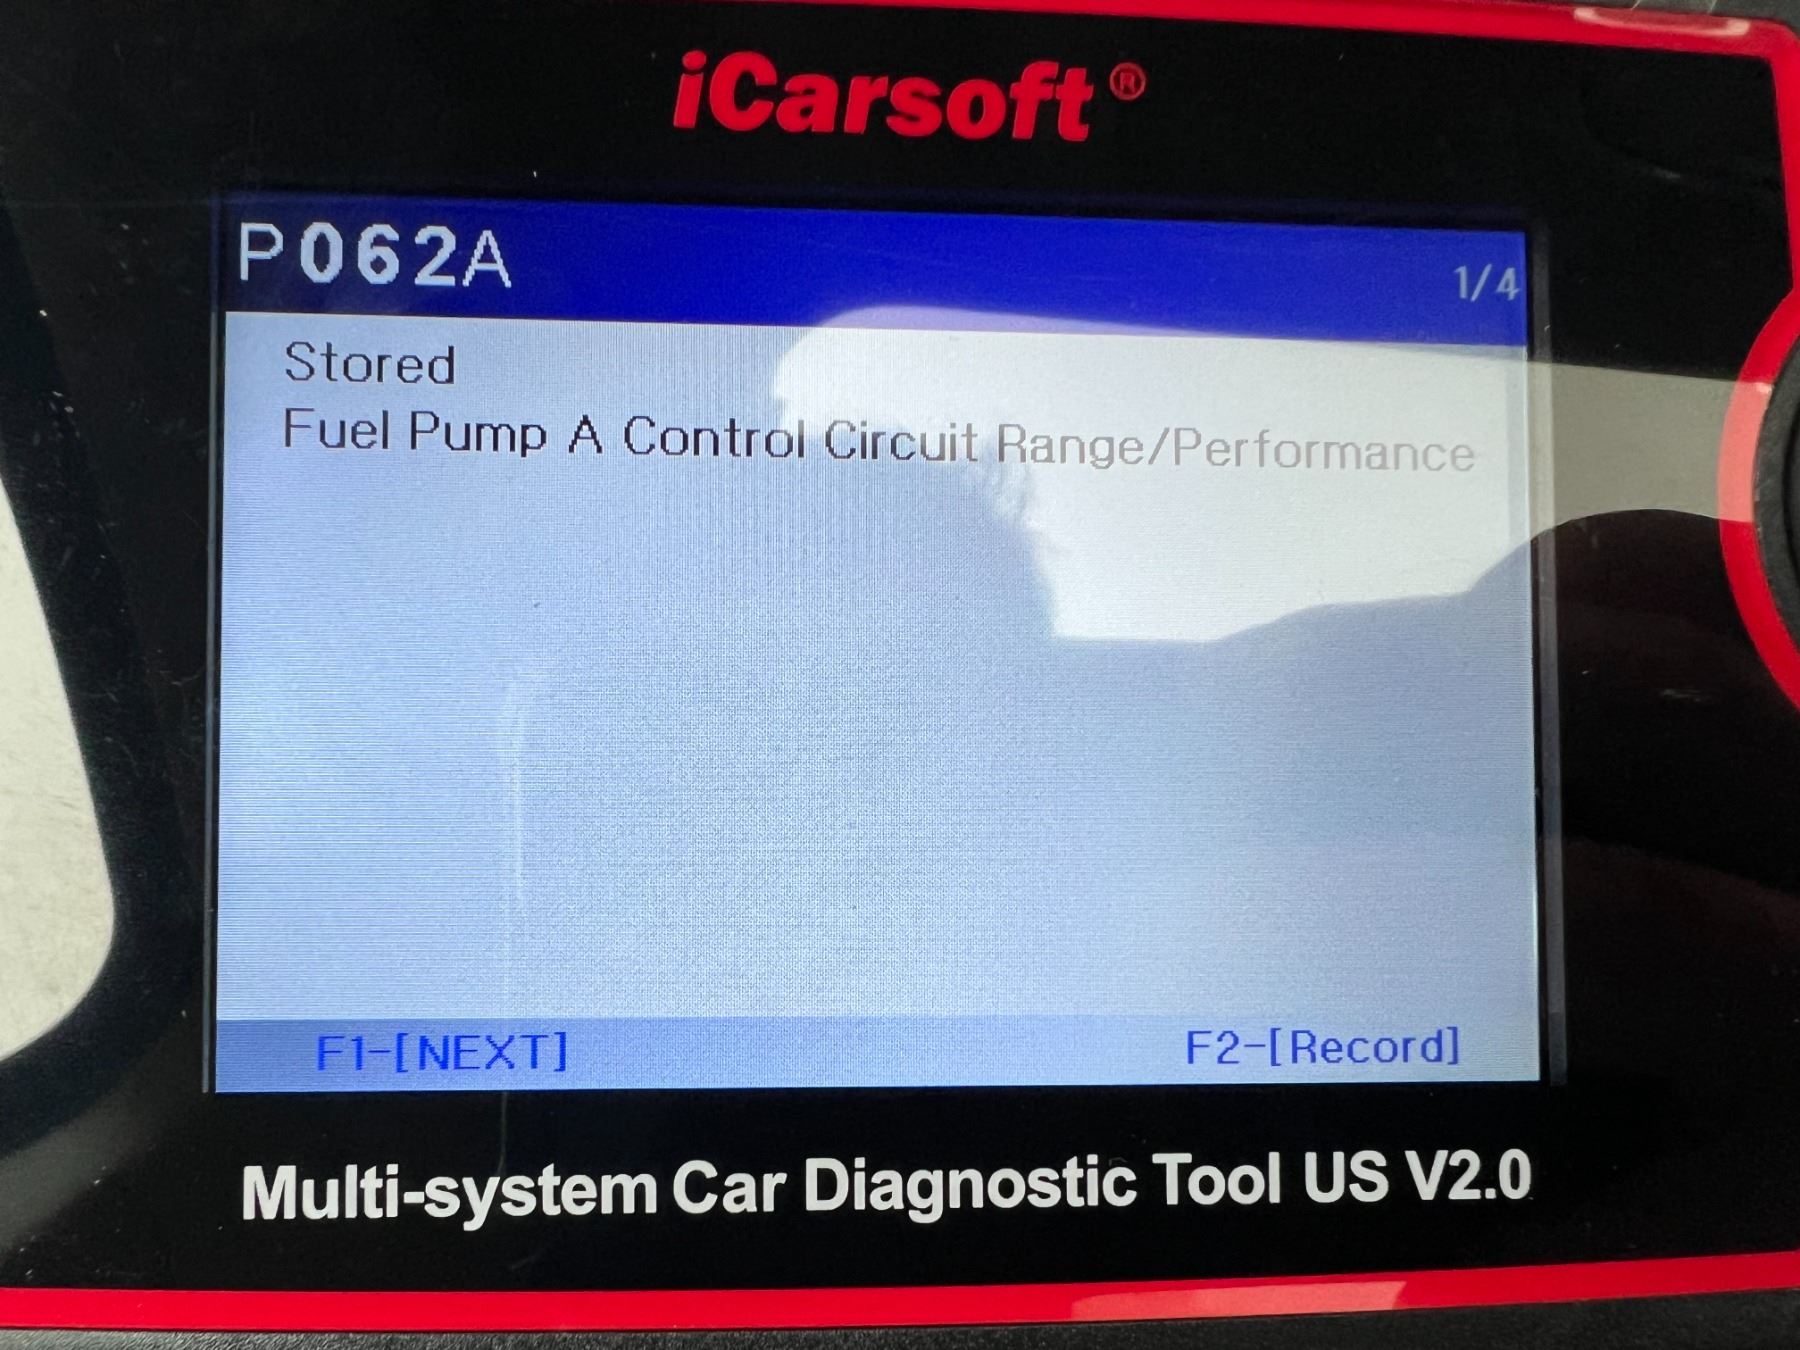 iCarsoft®
P062A
1/4
Stored
Fuel Pump A Control Circuit Range/Performance
F1-[NEXT]
F2-[Record]
Multi-system Car Diagnostic Tool US V2.0